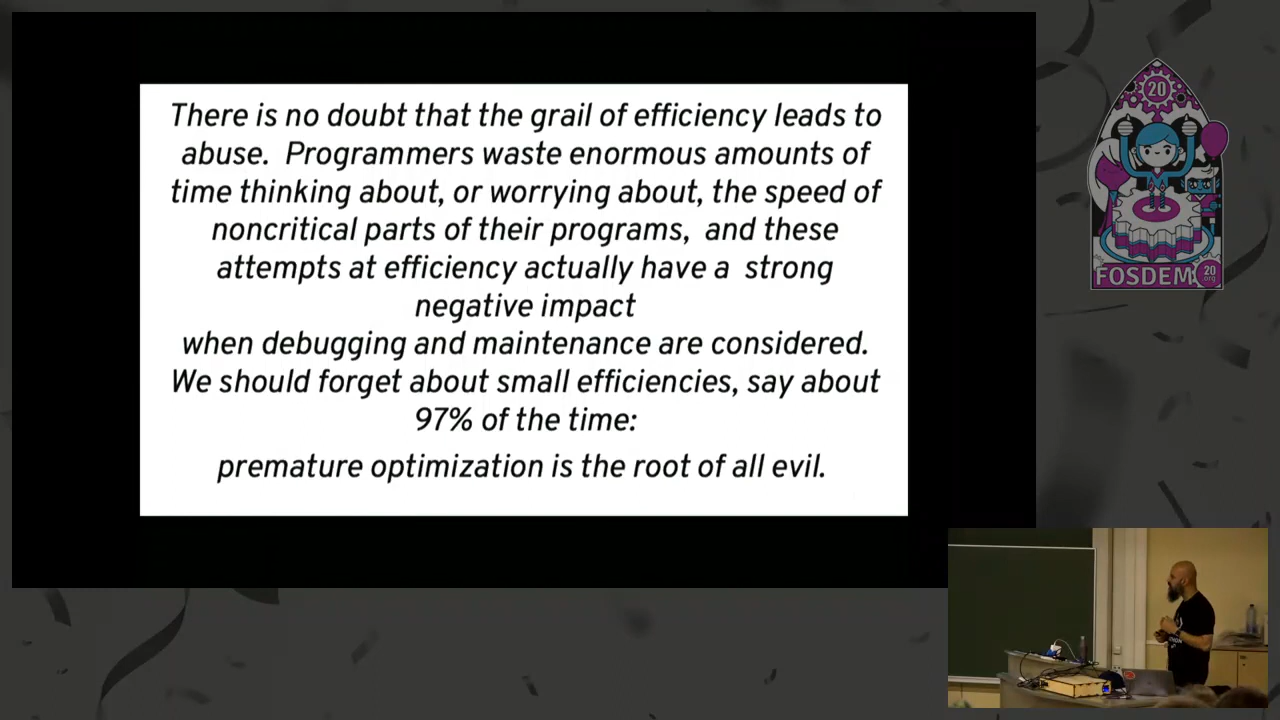 There is no doubt that the grail of efficiency leads to
abuse.  Programmers waste enormous amounts of
time thinking about, or worrying about, the speed of
noncritical parts of their programs,  and these
attempts at efficiency actually have a  strong
negative impact
when debugging and maintenance are considered.
We should forget about small efficiencies, say about
97% of the time:
premature optimization is the root of all evil.
20
FOSDEM
20
org